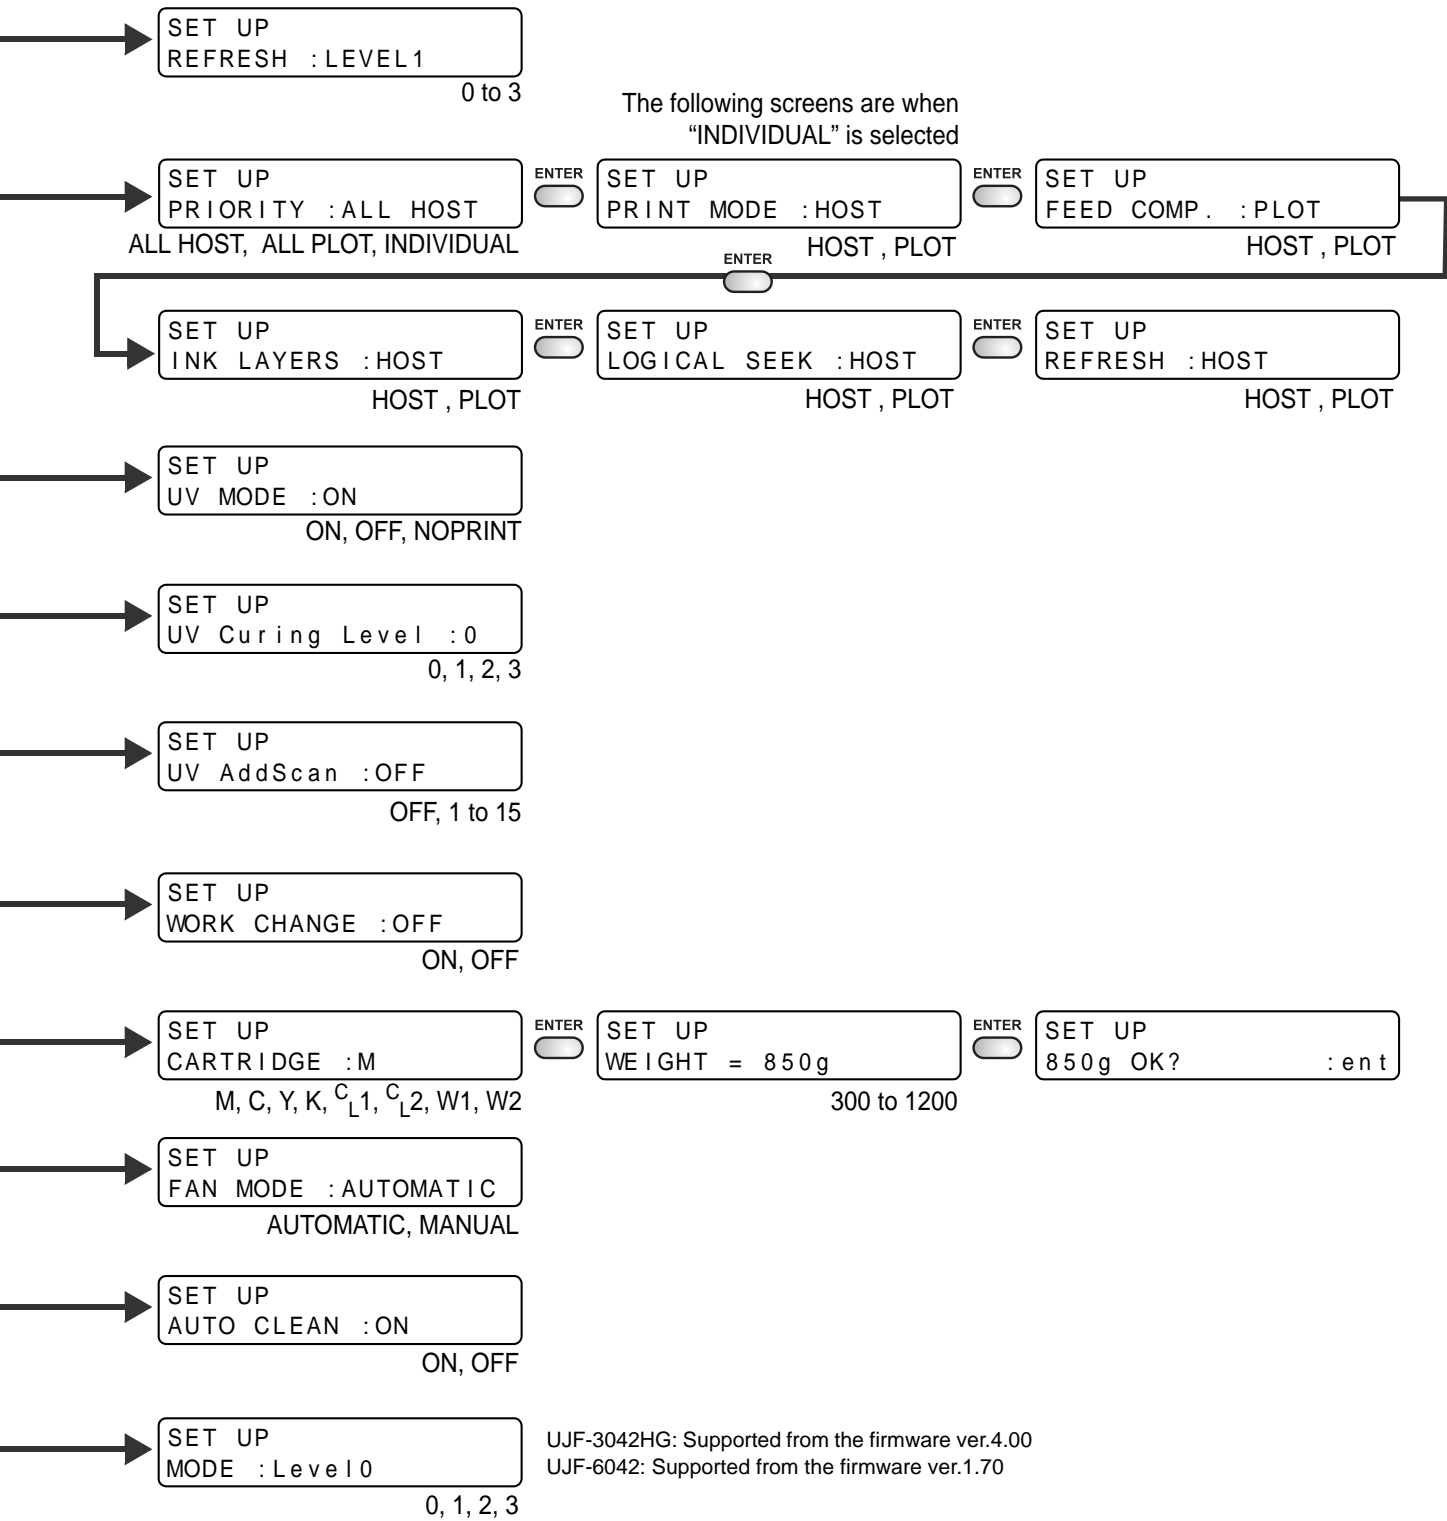 SET UP
REFRESH :LEVEL1
0 to 3
The following screens are when
“INDIVIDUAL” is selected
SET UP
PRIORITY :ALL HOST
ALL HOST, ALL PLOT, INDIVIDUAL
ENTER
SET UP
PRINT MODE :HOST
HOST , PLOT
ENTER
SET UP
FEED COMP. :PLOT
HOST , PLOT
ENTER
SET UP
INK LAYERS :HOST
HOST , PLOT
ENTER
SET UP
LOGICAL SEEK :HOST
HOST , PLOT
ENTER
SET UP
REFRESH :HOST
HOST , PLOT
SET UP
UV MODE :ON
ON, OFF, NOPRINT
SET UP
UV Curing Level :0
0, 1, 2, 3
SET UP
UV AddScan :OFF
OFF, 1 to 15
SET UP
WORK CHANGE :OFF
ON, OFF
SET UP
CARTRIDGE :M
M, C, Y, K, CL1, CL2, W1, W2
ENTER
SET UP
WEIGHT = 850g
300 to 1200
ENTER
SET UP
850g OK? :ent
SET UP
FAN MODE :AUTOMATIC
AUTOMATIC, MANUAL
SET UP
AUTO CLEAN :ON
ON, OFF
SET UP
MODE :Level0
0, 1, 2, 3
UJF-3042HG: Supported from the firmware ver.4.00
UJF-6042: Supported from the firmware ver.1.70